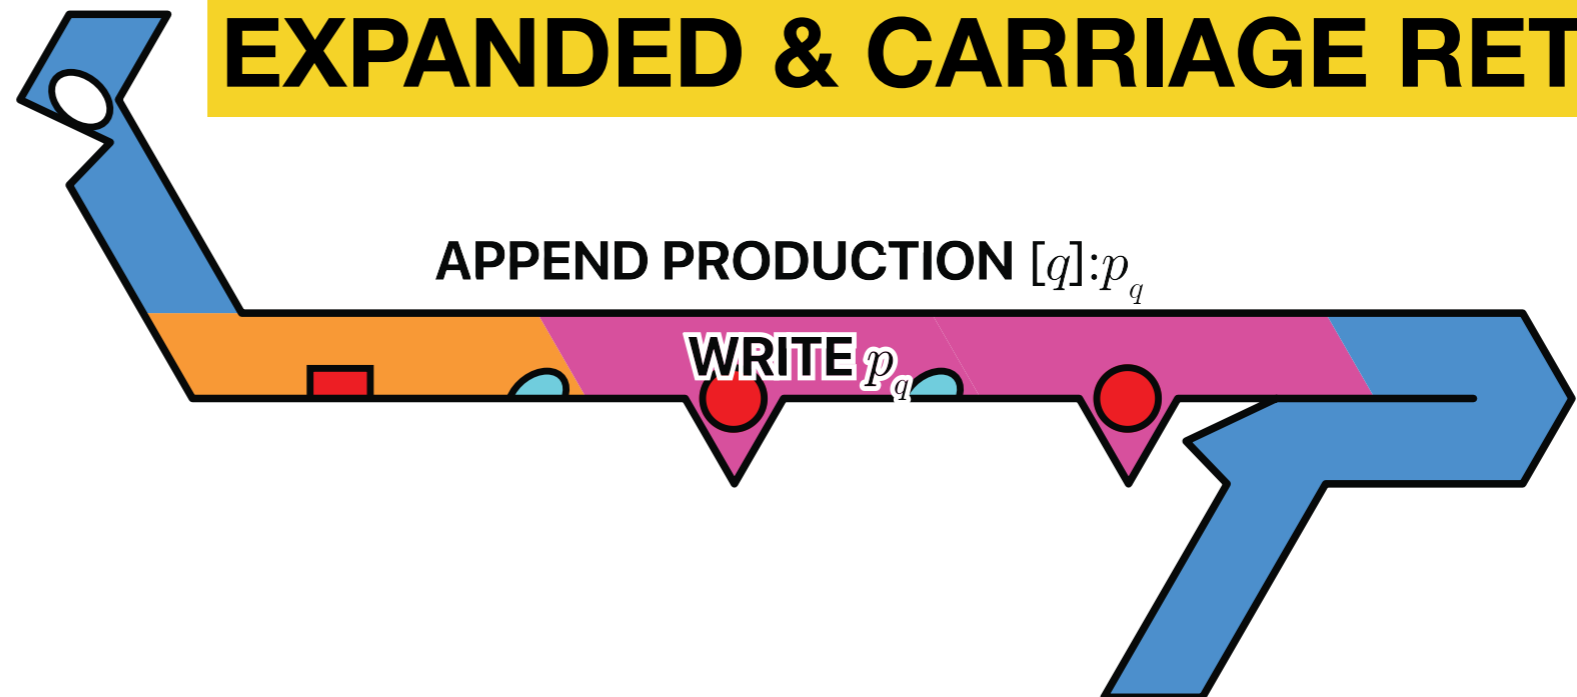 EXPANDED & CARRIAGE RET
APPEND PRODUCTION [q]:p_q
WRITE p_q